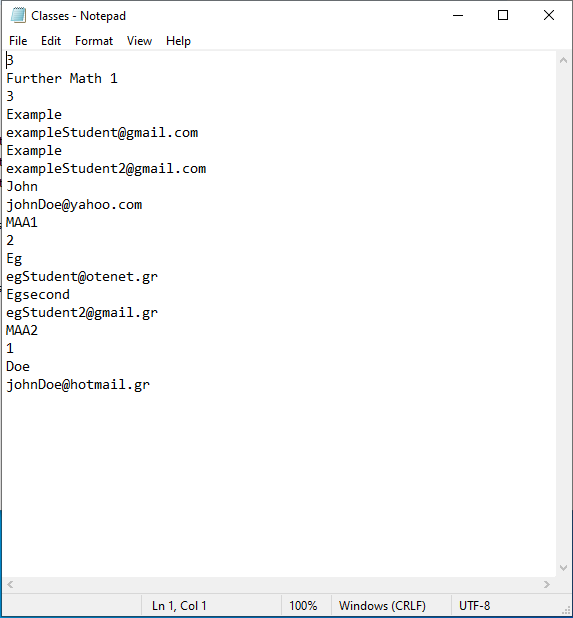 Classes - Notepad
File Edit Format View Help
3
Further Math 1
3
Example
exampleStudent@gmail.com
Example
exampleStudent2@gmail.com
John
johnDoe@yahoo.com
MAA1
2
Eg
egStudent@otenet.gr
Egsecond
egStudent2@gmail.gr
MAA2
1
Doe
johnDoe@hotmail.gr
Ln 1, Col 1 100% Windows (CRLF) UTF-8